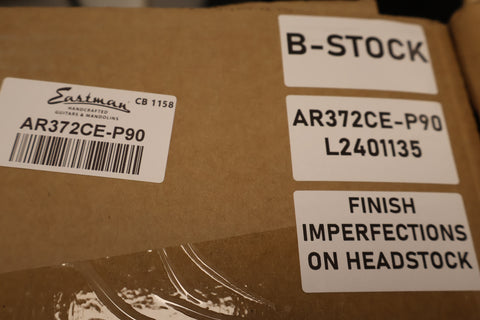 Eastman CB 1158
HANDCRAFTED
GUITARS & MANDOLINS
AR372CE-P90
B-STOCK
AR372CE-P90
L2401135
FINISH
IMPERFECTIONS
ON HEADSTOCK